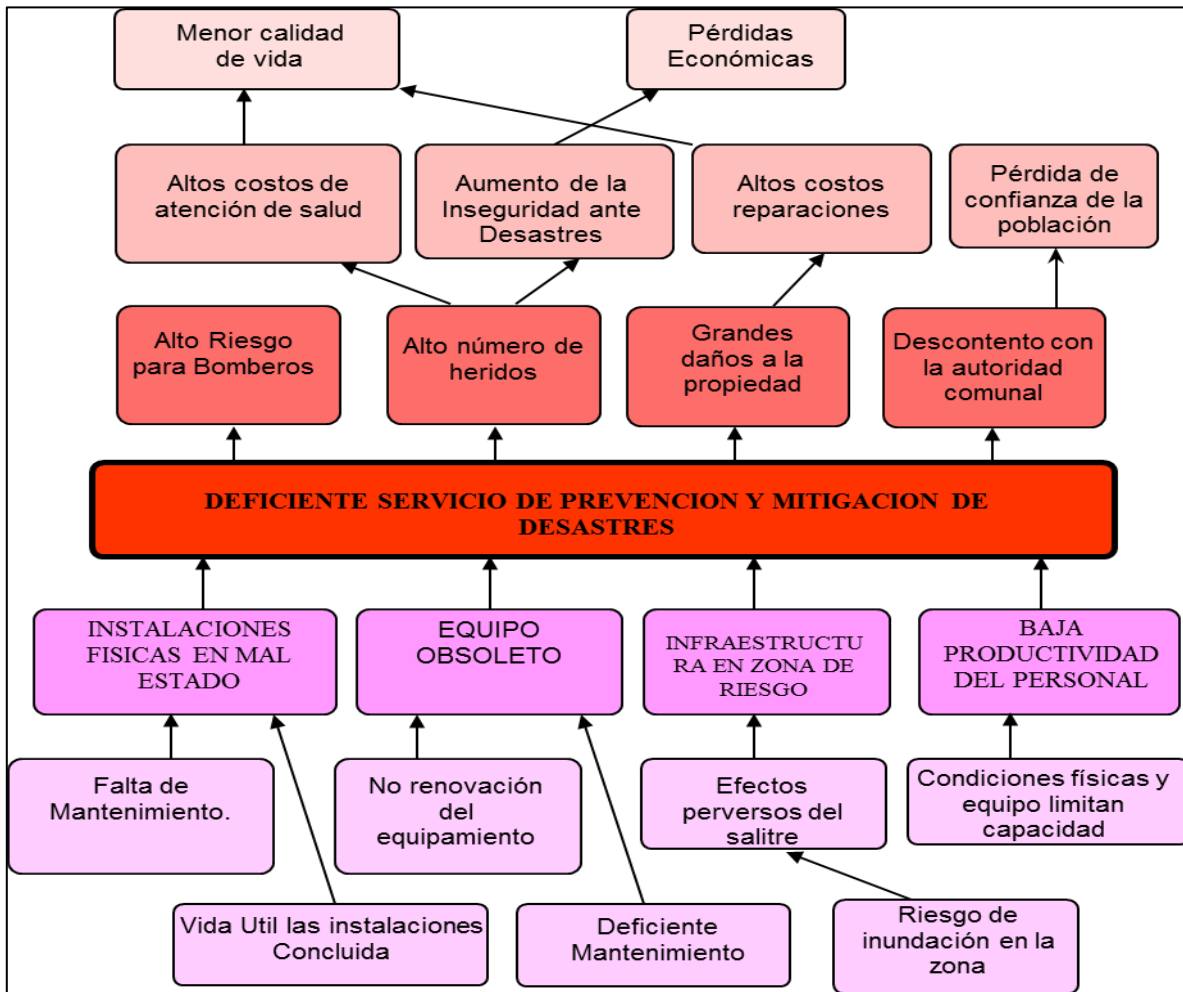 Menor calidad
de vida
Pérdidas
Económicas
Altos costos de
atención de salud
Aumento de la
Inseguridad ante
Desastres
Altos costos
reparaciones
Pérdida de
confianza de la
población
Alto Riesgo
para Bomberos
Alto número de
heridos
Grandes
daños a la
propiedad
Descontento con
la autoridad
comunal
DEFICIENTE SERVICIO DE PREVENCION Y MITIGACION DE
DESASTRES
INSTALACIONES
FISICAS EN MAL
ESTADO
EQUIPO
OBSOLETO
INFRAESTRUCTU
RA EN ZONA DE
RIESGO
BAJA
PRODUCTIVIDAD
DEL PERSONAL
Falta de
Mantenimiento.
No renovación
del
equipamiento
Efectos
perversos del
salitre
Condiciones físicas y
equipo limitan
capacidad
Vida Util las instalaciones
Concluida
Deficiente
Mantenimiento
Riesgo de
inundación en la
zona